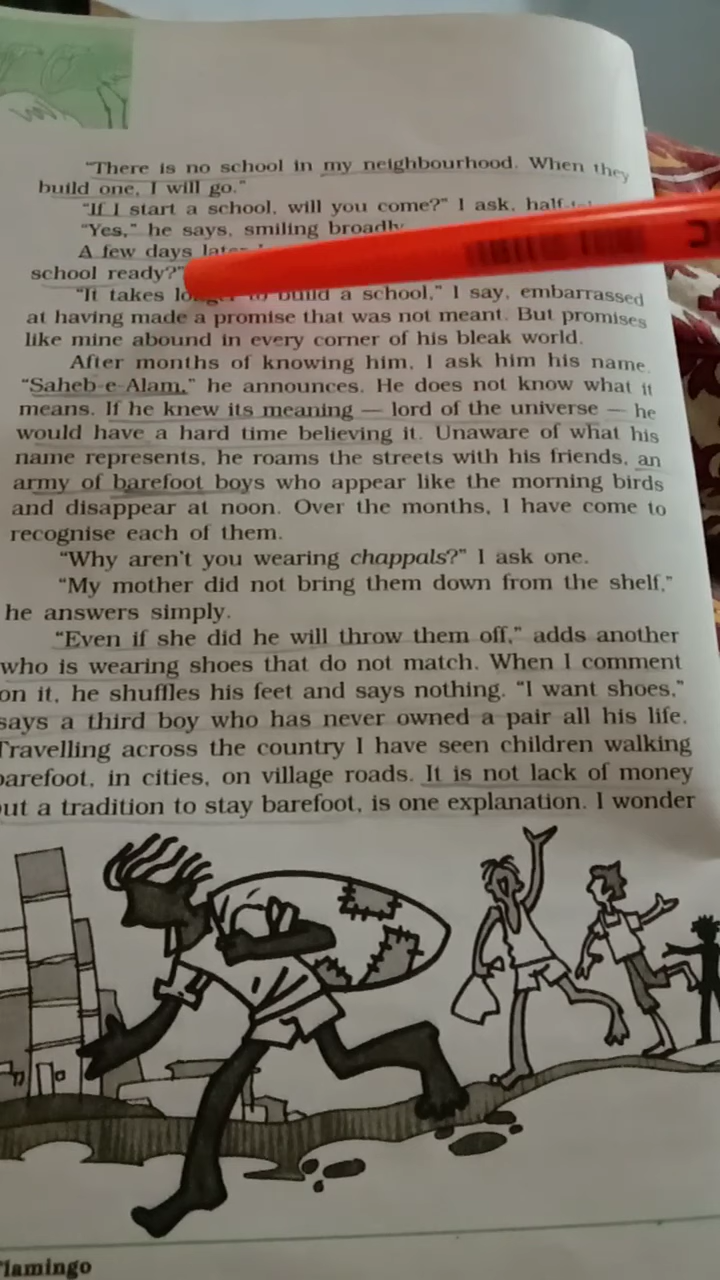 "There is no school in my neighbourhood. When they
build one, I will go."
"If I start a school, will you come?" I ask, half-
"Yes," he says, smiling broadly
A few days later
school ready?"
"It takes longer to build a school," I say, embarrassed
at having made a promise that was not meant. But promises
like mine abound in every corner of his bleak world.
After months of knowing him, I ask him his name.
"Saheb-e-Alam," he announces. He does not know what it
means. If he knew its meaning — lord of the universe — he
would have a hard time believing it. Unaware of what his
name represents, he roams the streets with his friends, an
army of barefoot boys who appear like the morning birds
and disappear at noon. Over the months, I have come to
recognise each of them.
"Why aren't you wearing chappals?" I ask one.
"My mother did not bring them down from the shelf,"
he answers simply.
"Even if she did he will throw them off," adds another
who is wearing shoes that do not match. When I comment
on it, he shuffles his feet and says nothing. "I want shoes,"
says a third boy who has never owned a pair all his life.
Travelling across the country I have seen children walking
barefoot, in cities, on village roads. It is not lack of money
but a tradition to stay barefoot, is one explanation. I wonder
Flamingo